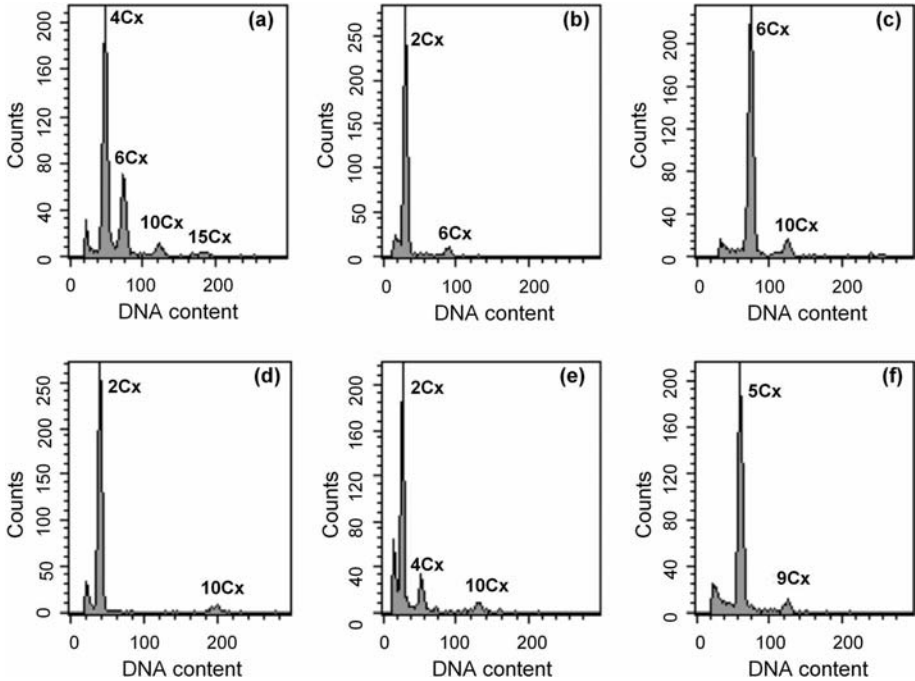 (a)
4Cx
6Cx
10Cx
15Cx
Counts
0 40 80 120 160 200
0 100 200
DNA content
(b)
2Cx
6Cx
Counts
0 50 100 150 200 250
0 100 200
DNA content
(c)
6Cx
10Cx
Counts
0 40 80 120 160 200
0 100 200
DNA content
(d)
2Cx
10Cx
Counts
0 50 100 150 200 250
0 100 200
DNA content
(e)
2Cx
4Cx
10Cx
Counts
0 40 80 120 160 200
0 100 200
DNA content
(f)
5Cx
9Cx
Counts
0 40 80 120 160 200
0 100 200
DNA content